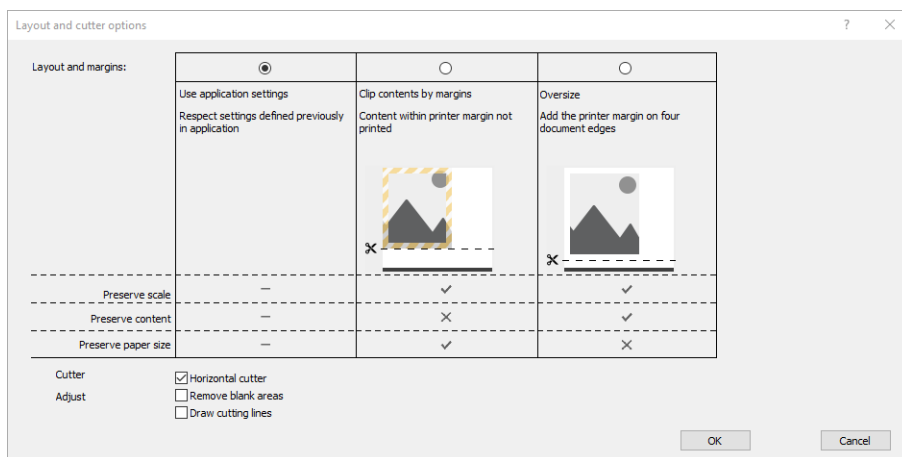 Layout and cutter options
Layout and margins:
Use application settings
Respect settings defined previously
in application
Clip contents by margins
Content within printer margin not
printed
Oversize
Add the printer margin on four
document edges
Preserve scale
Preserve content
Preserve paper size
Cutter
Horizontal cutter
Adjust
Remove blank areas
Draw cutting lines
OK
Cancel